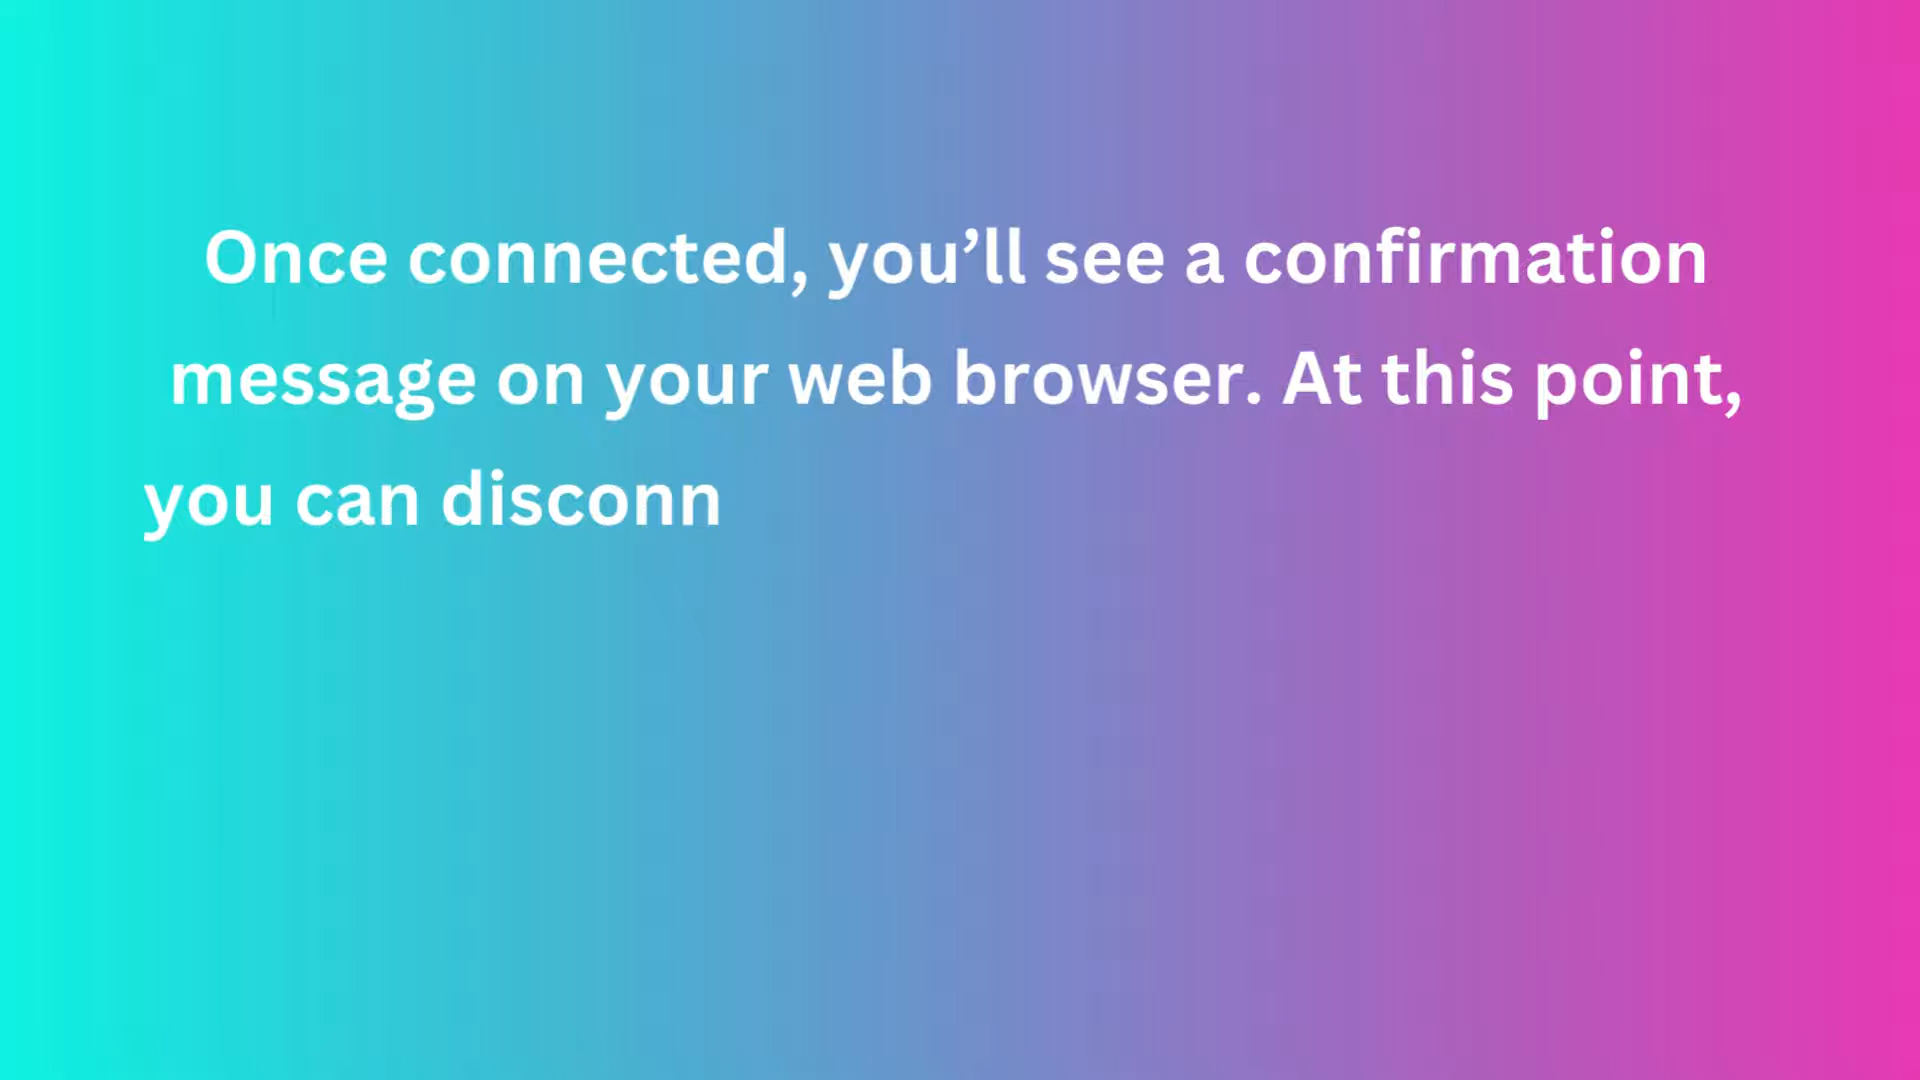 Once connected, you’ll see a confirmation
message on your web browser. At this point,
you can disconn